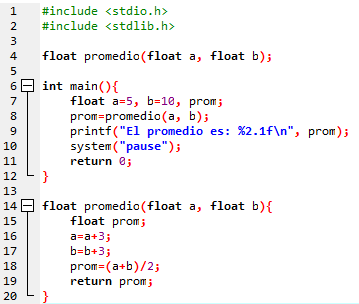 1 #include <stdio.h>
2 #include <stdlib.h>
3
4 float promedio(float a, float b);
5
6 int main(){
7 float a=5, b=10, prom;
8 prom=promedio(a, b);
9 printf("El promedio es: %2.1f\n", prom);
10 system("pause");
11 return 0;
12 }
13
14 float promedio(float a, float b){
15 float prom;
16 a=a+3;
17 b=b+3;
18 prom=(a+b)/2;
19 return prom;
20 }